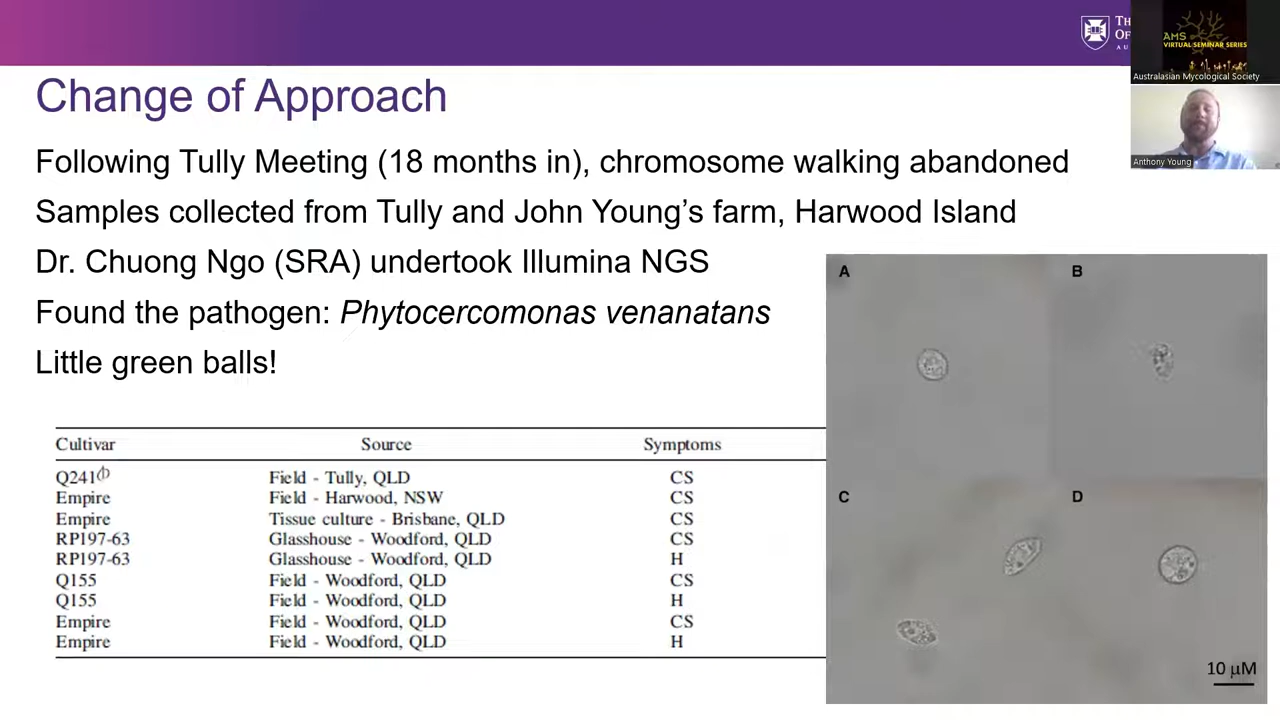 Change of Approach
Following Tully Meeting (18 months in), chromosome walking abandoned
Samples collected from Tully and John Young's farm, Harwood Island
Dr. Chuong Ngo (SRA) undertook Illumina NGS
Found the pathogen: Phytocercomonas venanatans
Little green balls!
Cultivar Source Symptoms
Q241 Field - Tully, QLD CS
Empire Field - Harwood, NSW CS
Empire Tissue culture - Brisbane, QLD CS
RP197-63 Glasshouse - Woodford, QLD CS
RP197-63 Glasshouse - Woodford, QLD H
Q155 Field - Woodford, QLD CS
Q155 Field - Woodford, QLD H
Empire Field - Woodford, QLD CS
Empire Field - Woodford, QLD H
A B
C D
10 µM
AMS
VIRTUAL SEMINAR SERIES
Australasian Mycological Society
Anthony Young